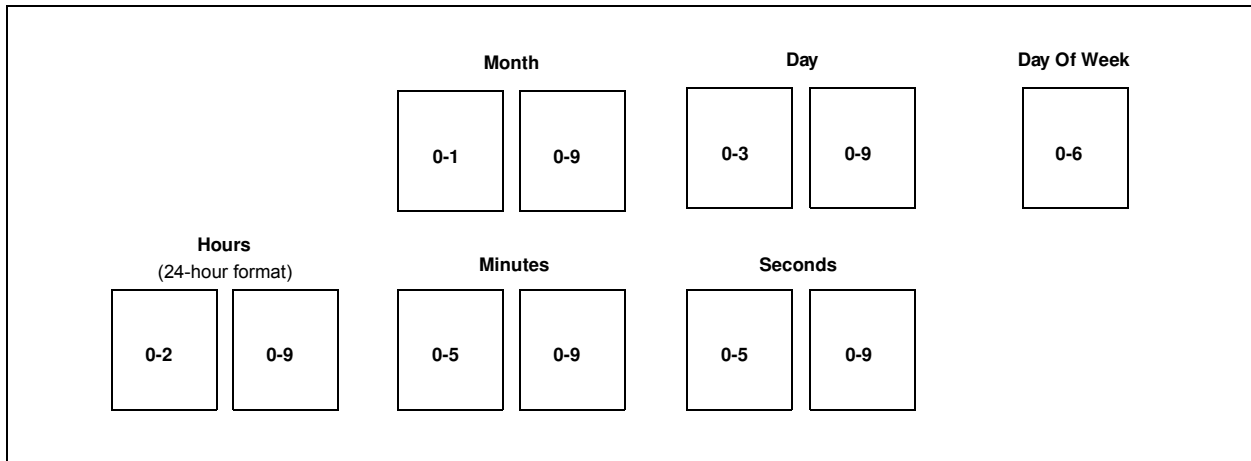 Month Day Day Of Week
0-1 0-9 0-3 0-9 0-6
Hours
(24-hour format) Minutes Seconds
0-2 0-9 0-5 0-9 0-5 0-9